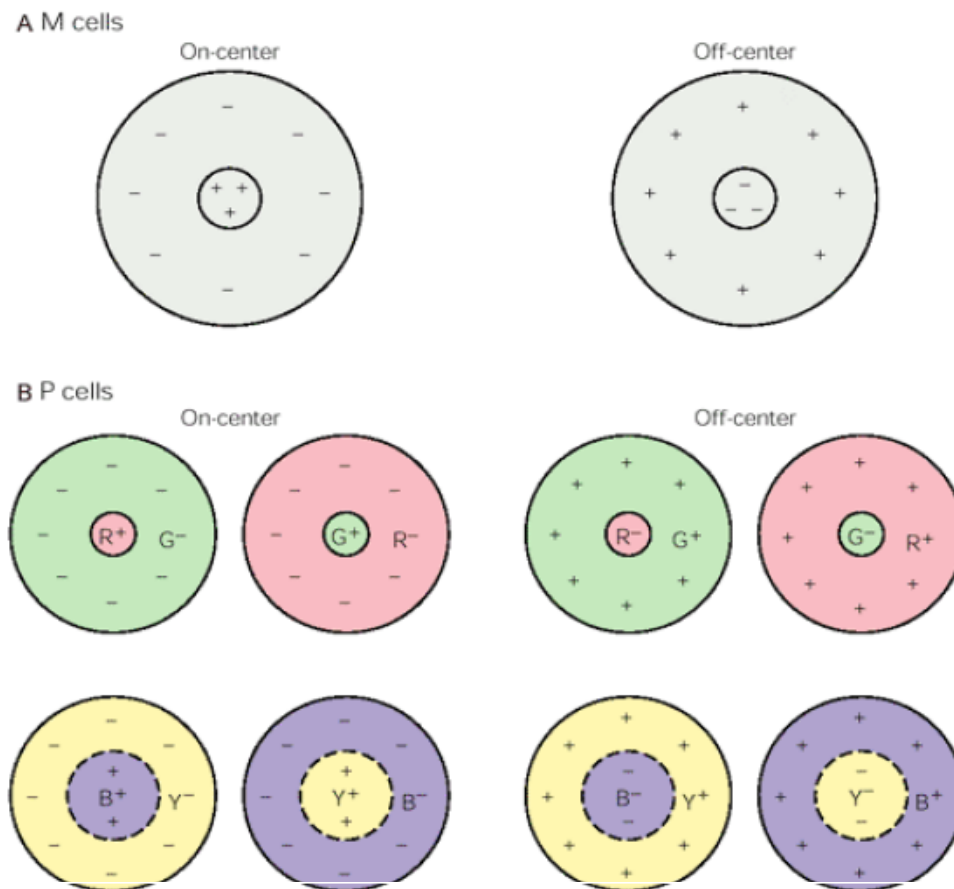 A M cells
On-center Off-center
− − − − − − − −
+ + +
+ + + + + + + +
− − −
B P cells
On-center Off-center
R⁺ G⁻ G⁺ R⁻ R⁻ G⁺ G⁻ R⁺
B⁺ Y⁻ Y⁺ B⁻ B⁻ Y⁺ Y⁻ B⁺